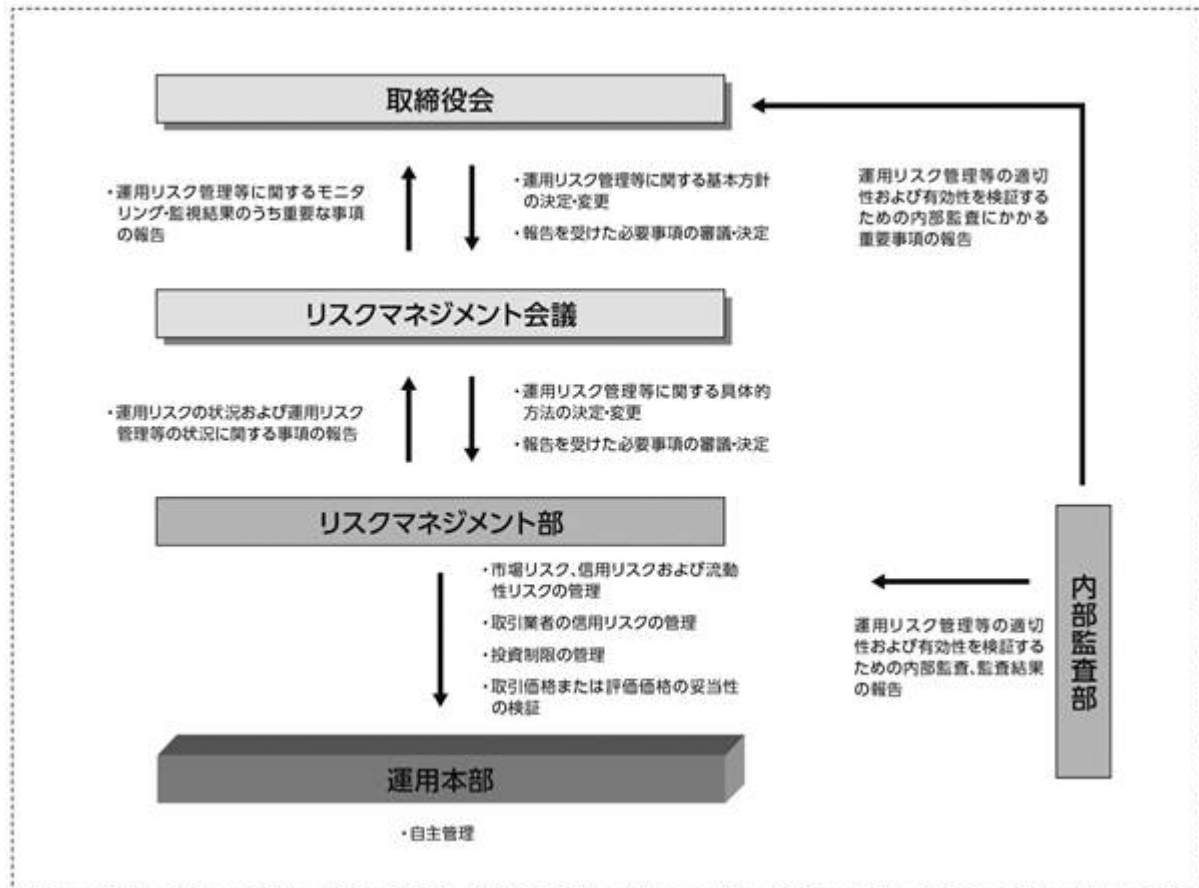 取締役会
・運用リスク管理等に関するモニタ
リング・監視結果のうち重要な事項
の報告
・運用リスク管理等に関する基本方針
の決定・変更
・報告を受けた必要事項の審議・決定
運用リスク管理等の適切
性および有効性を検証する
ための内部監査にかかる
重要事項の報告
リスクマネジメント会議
・運用リスクの状況および運用リスク
管理等の状況に関する事項の報告
・運用リスク管理等に関する具体的
方法の決定・変更
・報告を受けた必要事項の審議・決定
リスクマネジメント部
・市場リスク、信用リスクおよび流動
性リスクの管理
・取引業者の信用リスクの管理
・投資制限の管理
・取引価格または評価価格の妥当性
の検証
運用リスク管理等の適切
性および有効性を検証する
ための内部監査、監査結果
の報告
内部監査部
運用本部
・自主管理